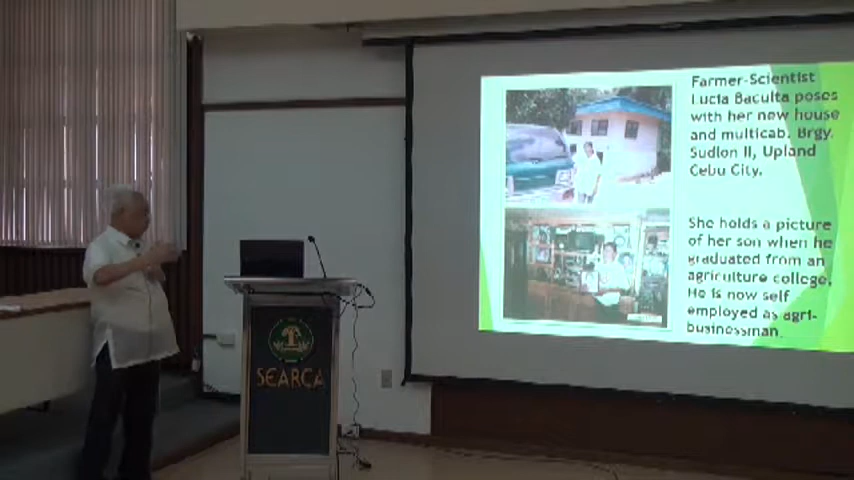 Farmer-Scientist
Lucia Bacuita poses
with her new house
and multicab. Brgy.
Sudlon II, Upland
Cebu City.
She holds a picture
of her son when he
graduated from an
agriculture college.
He is now self
employed as agri-
businessman.
SEARCA